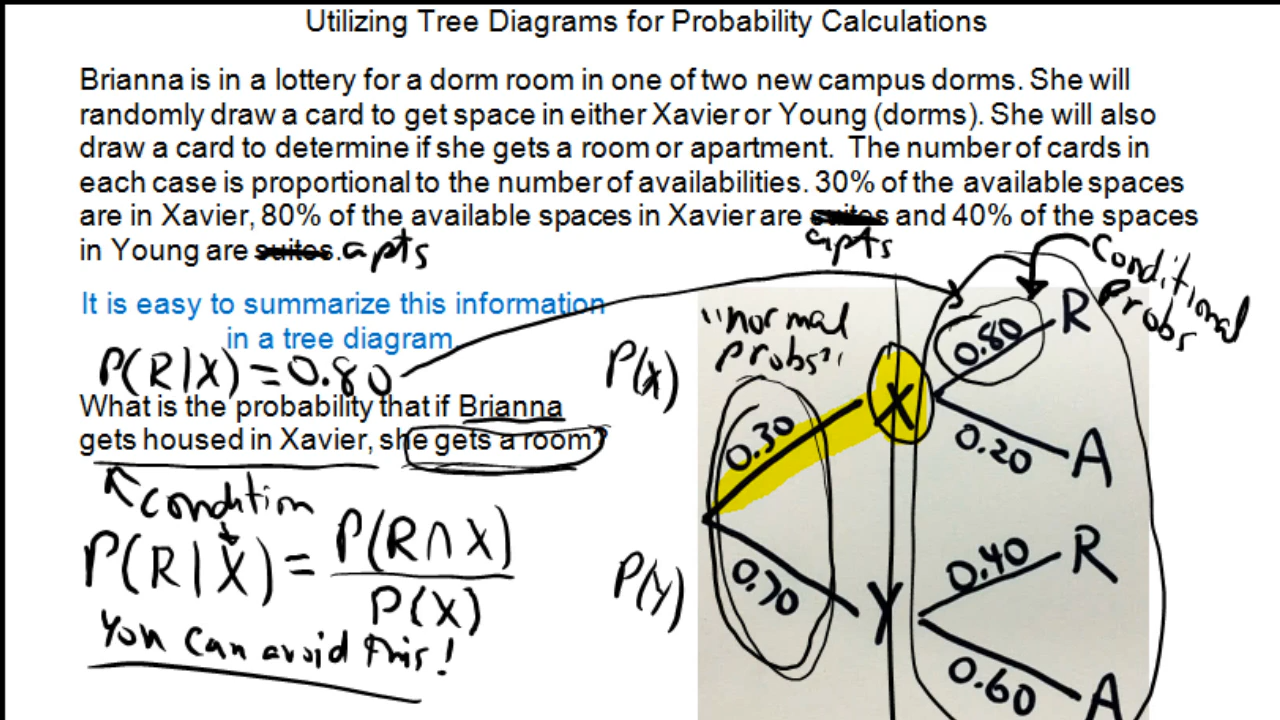 Utilizing Tree Diagrams for Probability Calculations
Brianna is in a lottery for a dorm room in one of two new campus dorms. She will
randomly draw a card to get space in either Xavier or Young (dorms). She will also
draw a card to determine if she gets a room or apartment. The number of cards in
each case is proportional to the number of availabilities. 30% of the available spaces
are in Xavier, 80% of the available spaces in Xavier are suites and 40% of the spaces
apts
in Young are suites. apts
Conditional
Probs
It is easy to summarize this information
in a tree diagram
"normal
probs"
P(R|X) = 0.80
P(X)
0.30
X
0.80
R
0.20
A
What is the probability that if Brianna
gets housed in Xavier, she gets a room?
condition
P(R|X) = P(R∩X)
P(X)
You can avoid this!
P(Y)
0.70
Y
0.40
R
0.60
A